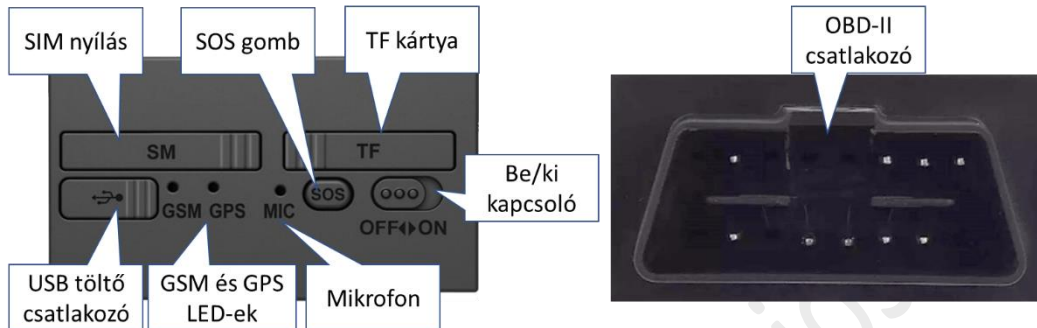 SIM nyílás
SOS gomb
TF kártya
OBD-II
csatlakozó
SM
TF
GSM GPS
MIC
SOS
OFF ON
Be/ki
kapcsoló
USB töltő
csatlakozó
GSM és GPS
LED-ek
Mikrofon